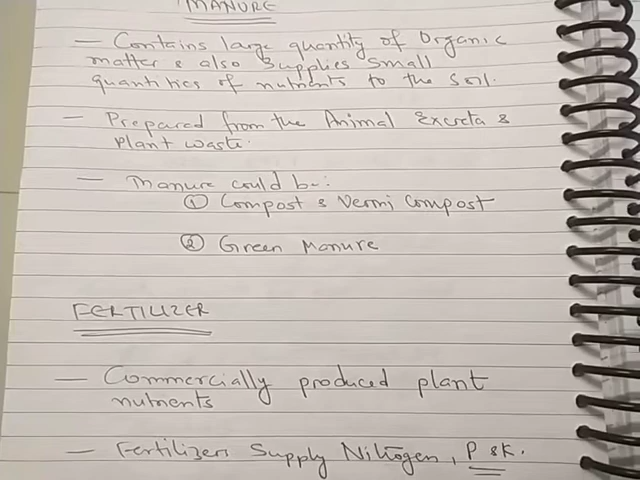 MANURE
— Contains large quantity of Organic
matter & also Supplies Small
quantities of nutrients to the Soil.
— Prepared from the Animal Excreta &
Plant waste.
— Manure could be:
① Compost & Vermi Compost
② Green Manure
FERTILIZER
— Commercially produced plant
nutrients
— Fertilizers Supply Nitrogen, P & K.